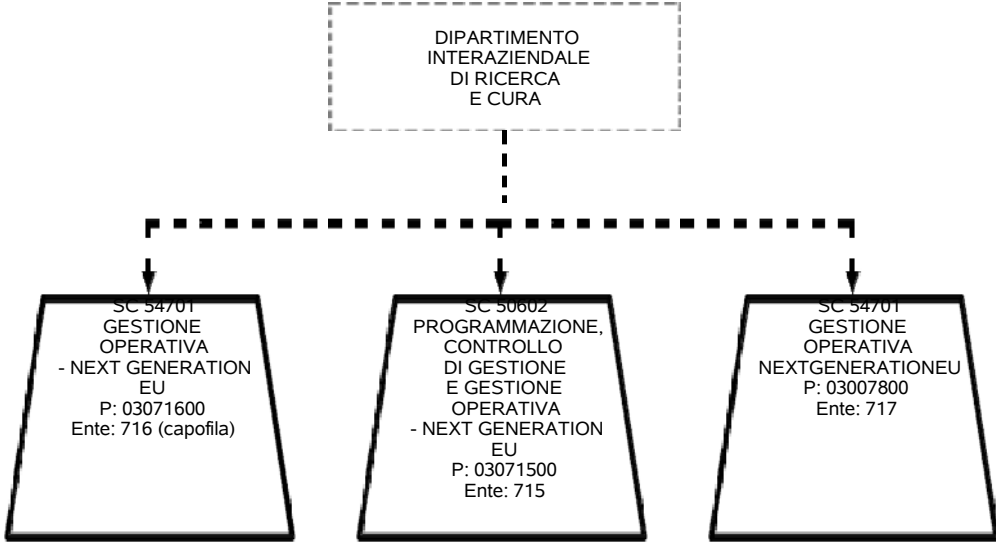 DIPARTIMENTO
INTERAZIENDALE
DI RICERCA
E CURA
SC 54701
GESTIONE
OPERATIVA
- NEXT GENERATION
EU
P: 03071600
Ente: 716 (capofila)
SC 50602
PROGRAMMAZIONE,
CONTROLLO
DI GESTIONE
E GESTIONE
OPERATIVA
- NEXT GENERATION
EU
P: 03071500
Ente: 715
SC 54701
GESTIONE
OPERATIVA
NEXTGENERATIONEU
P: 03007800
Ente: 717